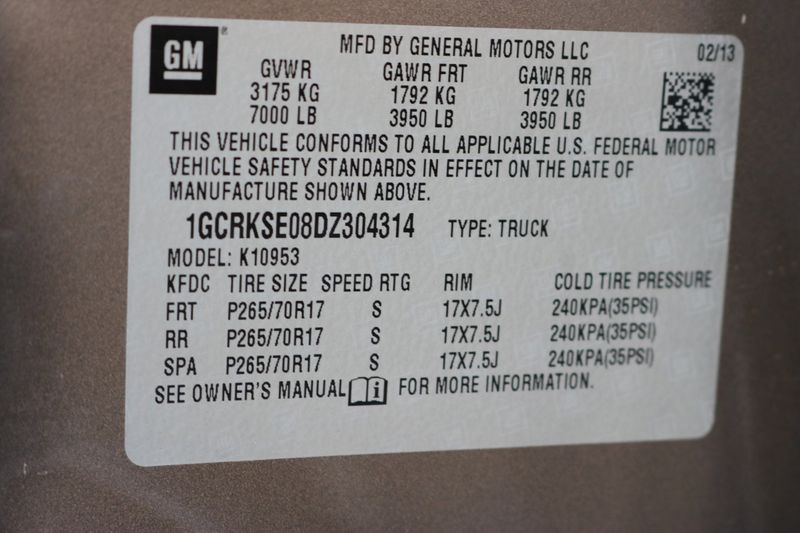 GM® MFD BY GENERAL MOTORS LLC 02/13
GVWR GAWR FRT GAWR RR
3175 KG 1792 KG 1792 KG
7000 LB 3950 LB 3950 LB
THIS VEHICLE CONFORMS TO ALL APPLICABLE U.S. FEDERAL MOTOR
VEHICLE SAFETY STANDARDS IN EFFECT ON THE DATE OF
MANUFACTURE SHOWN ABOVE.
1GCRKSE08DZ304314 TYPE: TRUCK
MODEL: K10953
KFDC TIRE SIZE SPEED RTG RIM COLD TIRE PRESSURE
FRT P265/70R17 S 17X7.5J 240KPA(35PSI)
RR P265/70R17 S 17X7.5J 240KPA(35PSI)
SPA P265/70R17 S 17X7.5J 240KPA(35PSI)
SEE OWNER'S MANUAL i FOR MORE INFORMATION.